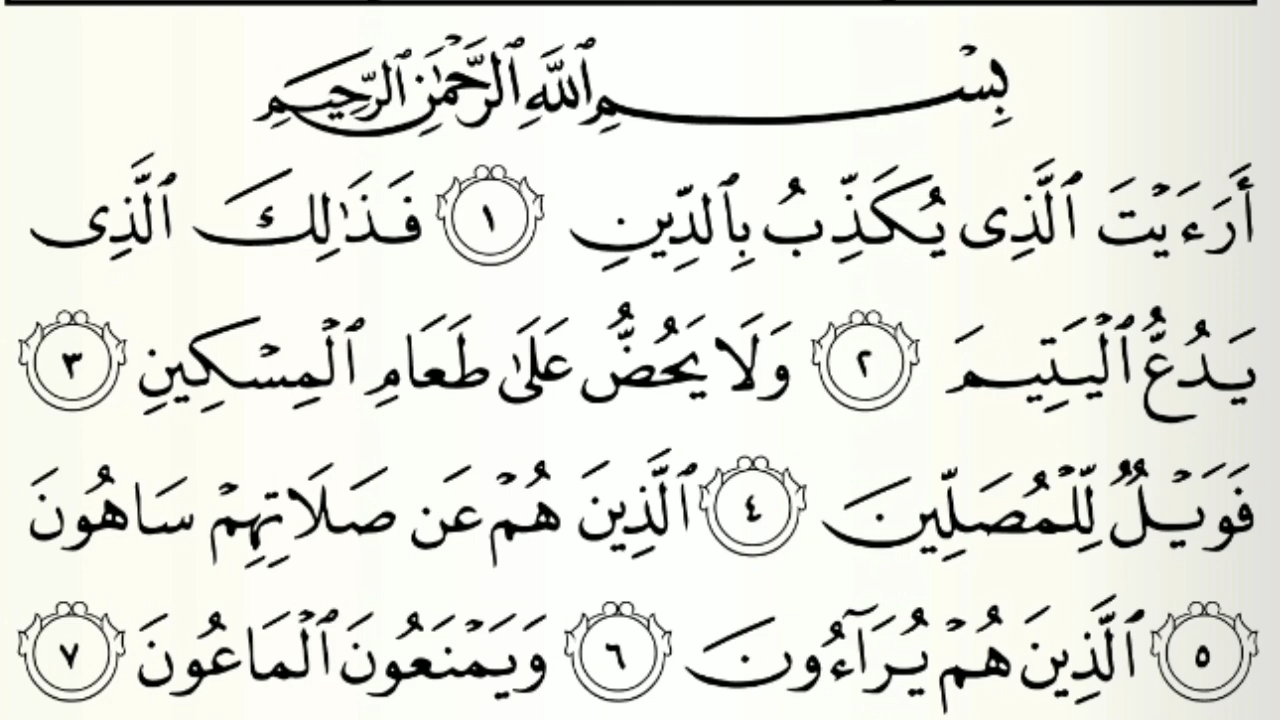 بِسْمِ ٱللَّهِ ٱلرَّحْمَٰنِ ٱلرَّحِيمِ
أَرَءَيْتَ ٱلَّذِى يُكَذِّبُ بِٱلدِّينِ ١ فَذَٰلِكَ ٱلَّذِى
يَدُعُّ ٱلْيَتِيمَ ٢ وَلَا يَحُضُّ عَلَىٰ طَعَامِ ٱلْمِسْكِينِ ٣
فَوَيْلٌ لِّلْمُصَلِّينَ ٤ ٱلَّذِينَ هُمْ عَن صَلَاتِهِمْ سَاهُونَ
٥ ٱلَّذِينَ هُمْ يُرَآءُونَ ٦ وَيَمْنَعُونَ ٱلْمَاعُونَ ٧